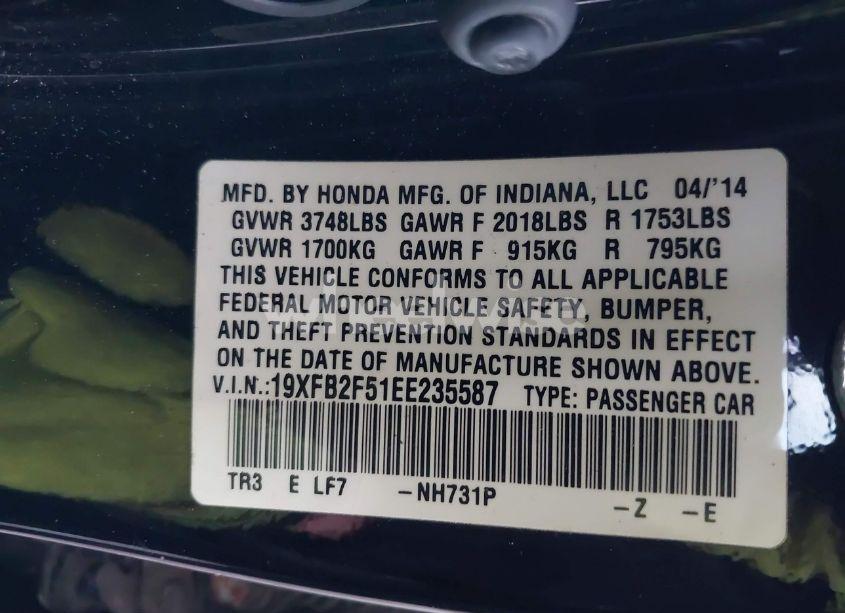 MFD. BY HONDA MFG. OF INDIANA, LLC 04/'14
GVWR 3748LBS GAWR F 2018LBS R 1753LBS
GVWR 1700KG GAWR F 915KG R 795KG
THIS VEHICLE CONFORMS TO ALL APPLICABLE
FEDERAL MOTOR VEHICLE SAFETY, BUMPER,
AND THEFT PREVENTION STANDARDS IN EFFECT
ON THE DATE OF MANUFACTURE SHOWN ABOVE.
V.I.N.:19XFB2F51EE235587 TYPE: PASSENGER CAR
TR3 E LF7 -NH731P -Z -E